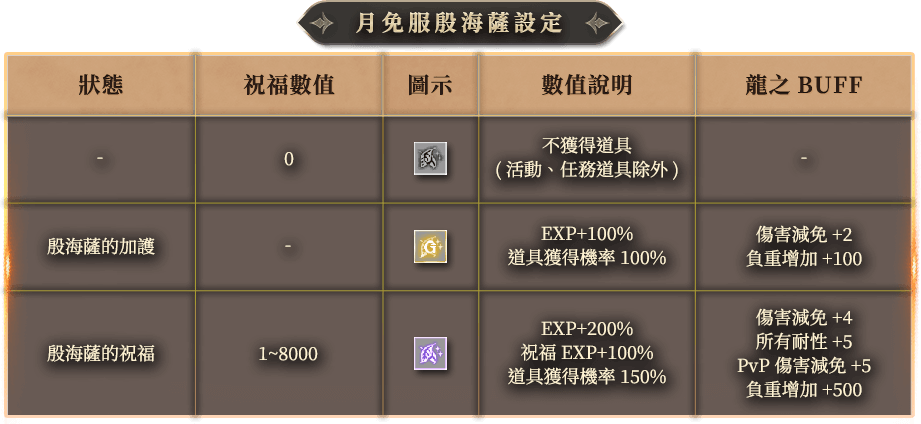 月免服殷海薩設定
狀態 祝福數值 圖示 數值說明 龍之 BUFF
- 0 不獲得道具 -
( 活動、任務道具除外 )
殷海薩的加護 - G EXP+100% 傷害減免 +2
道具獲得機率 100% 負重增加 +100
殷海薩的祝福 1~8000 EXP+200% 傷害減免 +4
祝福 EXP+100% 所有耐性 +5
道具獲得機率 150% PvP 傷害減免 +5
負重增加 +500